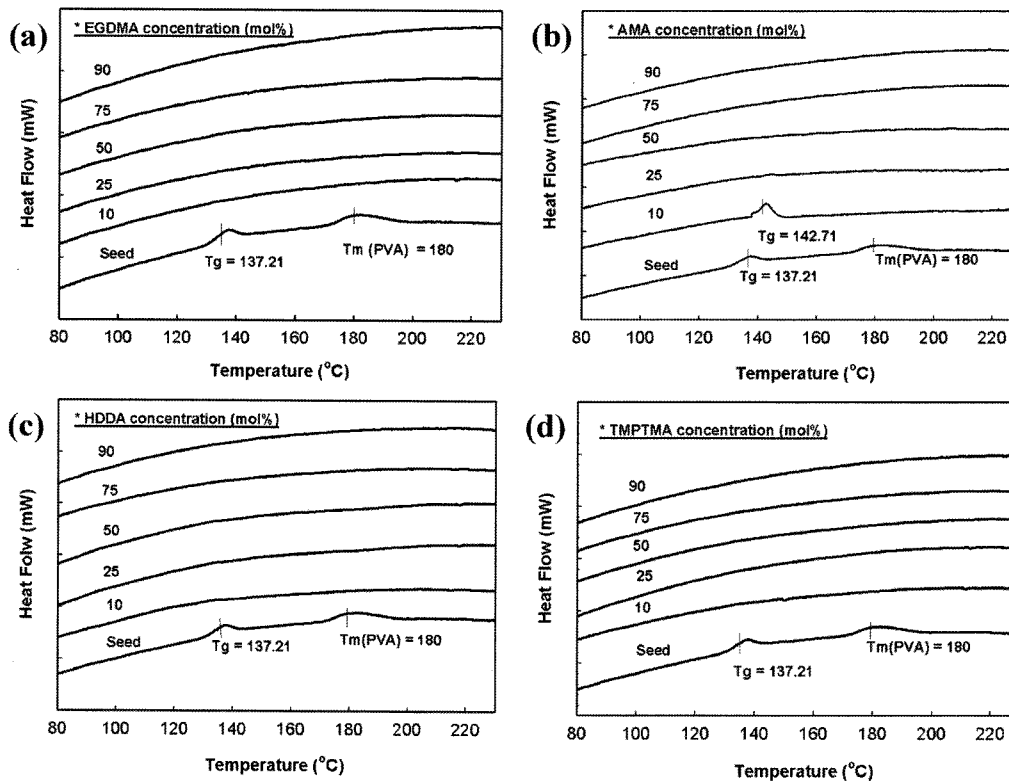 (a)
* EGDMA concentration (mol%)
90
75
50
25
10
Seed
Tg = 137.21
Tm (PVA) = 180
Heat Flow (mW)
80 100 120 140 160 180 200 220
Temperature (°C)
(b)
* AMA concentration (mol%)
90
75
50
25
10
Tg = 142.71
Seed
Tg = 137.21
Tm(PVA) = 180
Heat Flow (mW)
80 100 120 140 160 180 200 220
Temperature (°C)
(c)
* HDDA concentration (mol%)
90
75
50
25
10
Seed
Tg = 137.21
Tm(PVA) = 180
Heat Folw (mW)
80 100 120 140 160 180 200 220
Temperature (°C)
(d)
* TMPTMA concentration (mol%)
90
75
50
25
10
Seed
Tg = 137.21
Tm(PVA) = 180
Heat Flow (mW)
80 100 120 140 160 180 200 220
Temperature (°C)